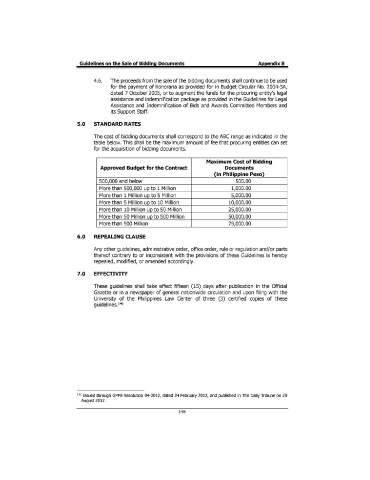 Guidelines on the Sale of Bidding Documents Appendix 8
4.6. The proceeds from the sale of the bidding documents shall continue to be used
for the payment of honoraria as provided for in Budget Circular No. 2004-5A,
dated 7 October 2005, or to augment the funds for the procuring entity's legal
assistance and indemnification package as provided in the Guidelines for Legal
Assistance and Indemnification of Bids and Awards Committee Members and
its Support Staff.
5.0 STANDARD RATES
The cost of bidding documents shall correspond to the ABC range as indicated in the
table below. This shall be the maximum amount of fee that procuring entities can set
for the acquisition of bidding documents.
Approved Budget for the Contract
Maximum Cost of Bidding
Documents
(in Philippine Peso)
500,000 and below 500.00
More than 500,000 up to 1 Million 1,000.00
More than 1 Million up to 5 Million 5,000.00
More than 5 Million up to 10 Million 10,000.00
More than 10 Million up to 50 Million 25,000.00
More than 50 Million up to 500 Million 50,000.00
More than 500 Million 75,000.00
6.0 REPEALING CLAUSE
Any other guidelines, administrative order, office order, rule or regulation and/or parts
thereof contrary to or inconsistent with the provisions of these Guidelines is hereby
repealed, modified, or amended accordingly.
7.0 EFFECTIVITY
These guidelines shall take effect fifteen (15) days after publication in the Official
Gazette or in a newspaper of general nationwide circulation and upon filing with the
University of the Philippines Law Center of three (3) certified copies of these
guidelines.
Issued through GPPB Resolution 04-2012, dated 24 February 2012, and published in The Daily Tribune on 20
August 2012.